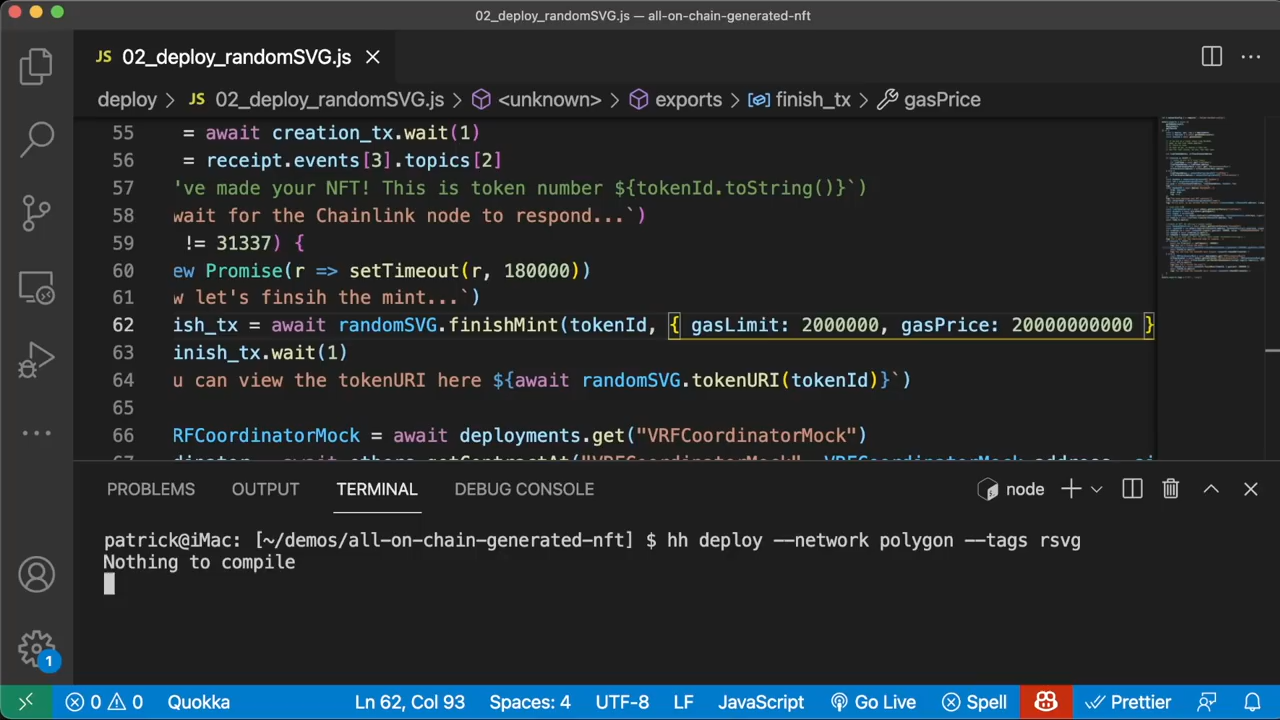 02_deploy_randomSVG.js — all-on-chain-generated-nft
JS 02_deploy_randomSVG.js
deploy > JS 02_deploy_randomSVG.js > <unknown> > exports > finish_tx > gasPrice
55 = await creation_tx.wait(1)
56 = receipt.events[3].topics[2]
57 've made your NFT! This is token number ${tokenId.toString()}`)
58 wait for the Chainlink node to respond...`)
59 != 31337) {
60 ew Promise(r => setTimeout(r, 180000))
61 w let's finsih the mint...`)
62 ish_tx = await randomSVG.finishMint(tokenId, { gasLimit: 2000000, gasPrice: 20000000000 }
63 inish_tx.wait(1)
64 u can view the tokenURI here ${await randomSVG.tokenURI(tokenId)}`)
65
66 RFCoordinatorMock = await deployments.get("VRFCoordinatorMock")
PROBLEMS OUTPUT TERMINAL DEBUG CONSOLE node
patrick@iMac: [~/demos/all-on-chain-generated-nft] $ hh deploy --network polygon --tags rsvg
Nothing to compile
1
0 0 Quokka Ln 62, Col 93 Spaces: 4 UTF-8 LF JavaScript Go Live Spell Prettier